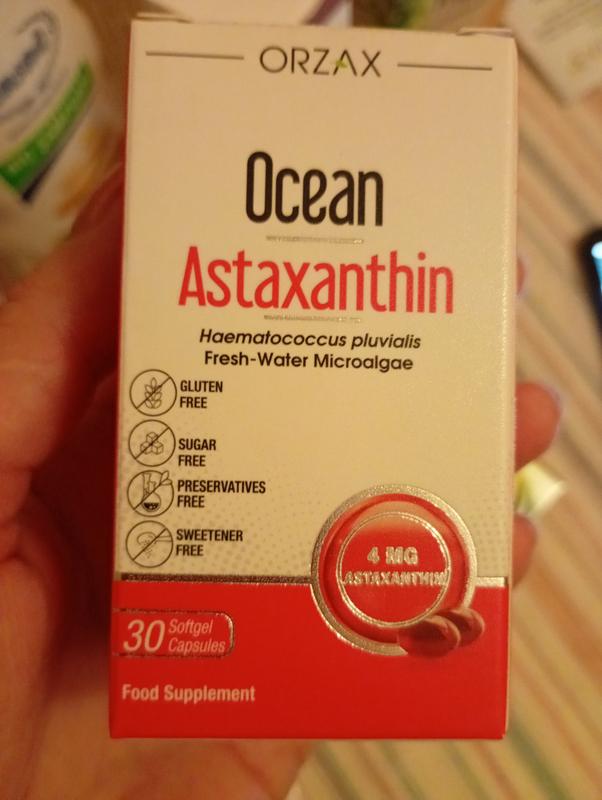 ORZAX
Ocean
Astaxanthin
Haematococcus pluvialis
Fresh-Water Microalgae
GLUTEN
FREE
SUGAR
FREE
PRESERVATIVES
FREE
SWEETENER
FREE
4 MG
ASTAXANTHIN
30 Softgel
Capsules
Food Supplement